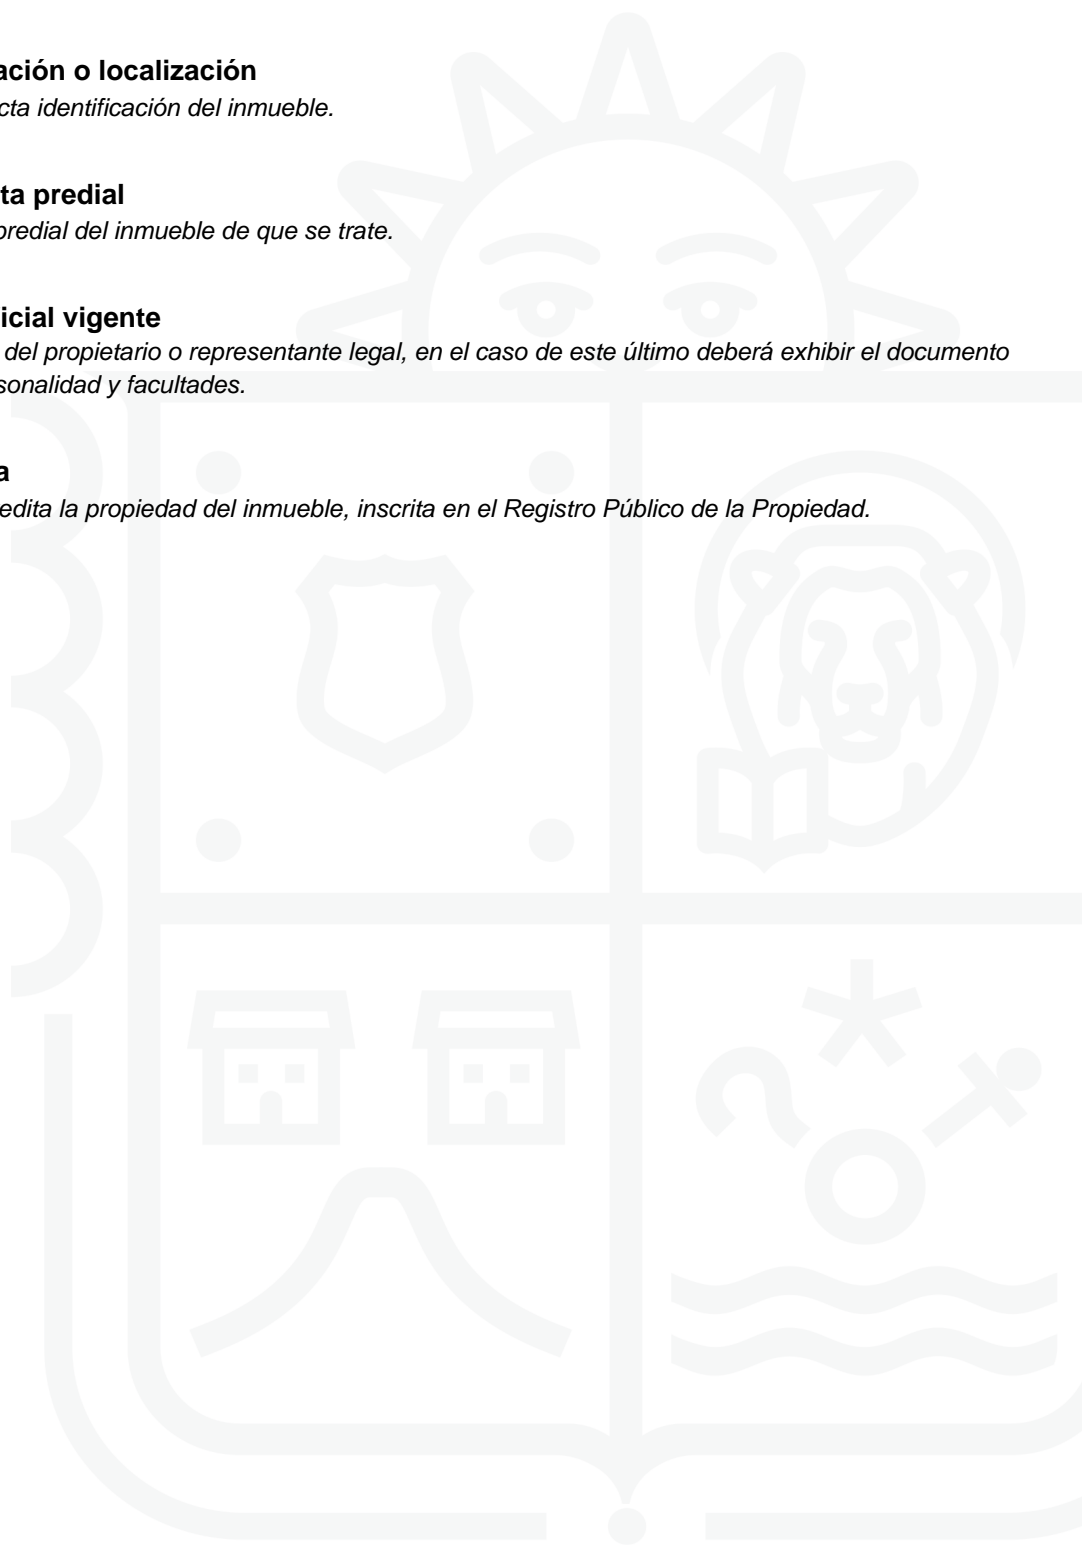 ación o localización
cta identificación del inmueble.
ta predial
predial del inmueble de que se trate.
icial vigente
del propietario o representante legal, en el caso de este último deberá exhibir el documento
sonalidad y facultades.
a
edita la propiedad del inmueble, inscrita en el Registro Público de la Propiedad.